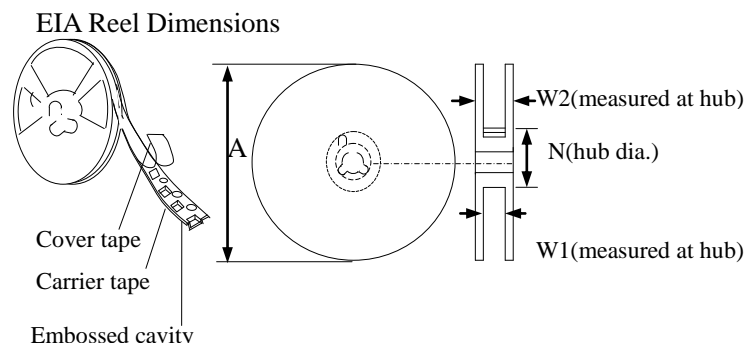 EIA Reel Dimensions
W2(measured at hub)
A
N(hub dia.)
Cover tape
W1(measured at hub)
Carrier tape
Embossed cavity